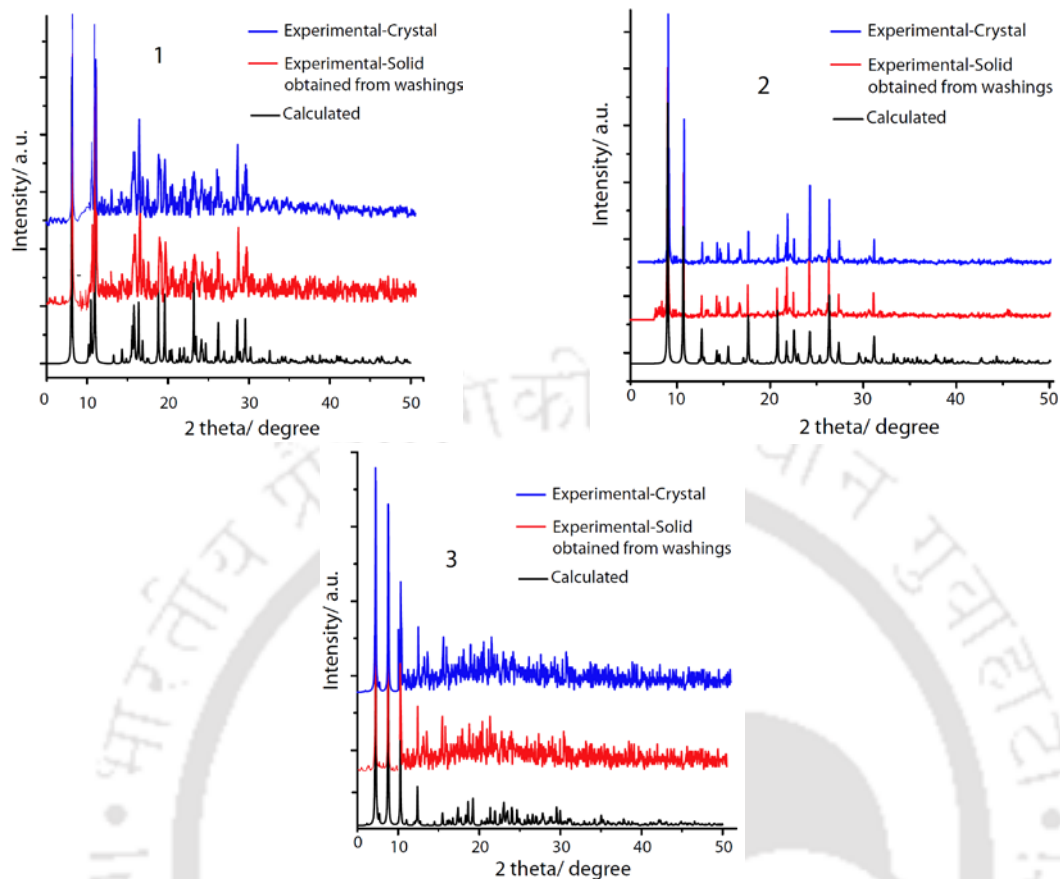 1
Experimental-Crystal
Experimental-Solid
obtained from washings
Calculated
Intensity/ a. u.
0 10 20 30 40 50
2 theta/ degree
2
Experimental-Crystal
Experimental-Solid
obtained from washings
Calculated
Intensity/ a.u.
0 10 20 30 40 50
2 theta/ degree
3
Experimental-Crystal
Experimental-Solid
obtained from washings
Calculated
Intensity/ a.u.
0 10 20 30 40 50
2 theta/ degree
भारतीय